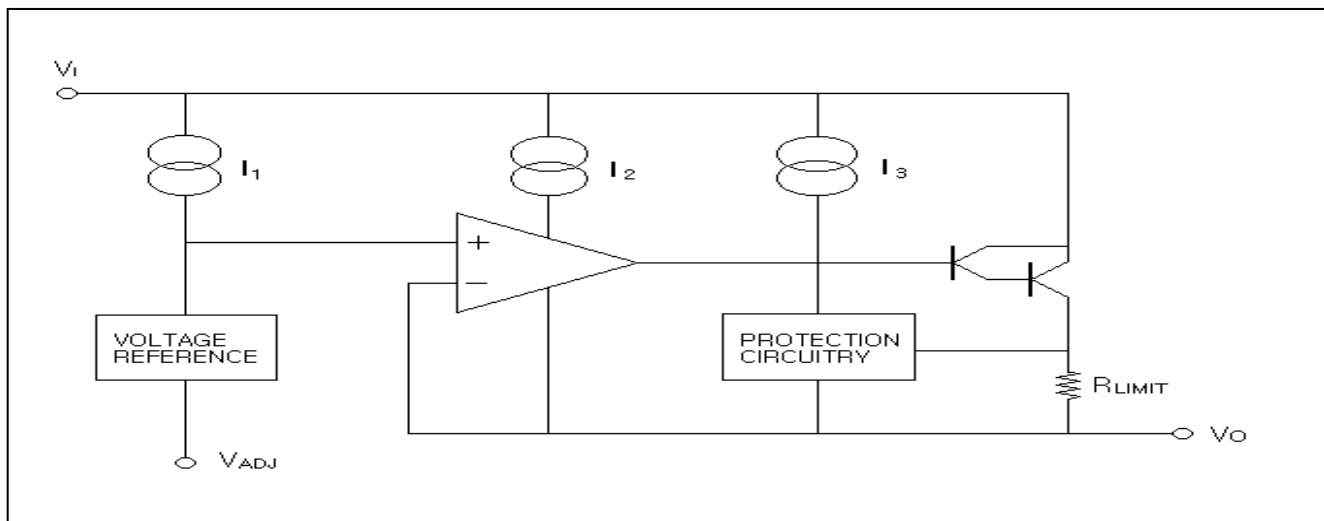 VI
I1
I2
I3
+
−
VOLTAGE
REFERENCE
PROTECTION
CIRCUITRY
RLIMIT
VADJ
VO